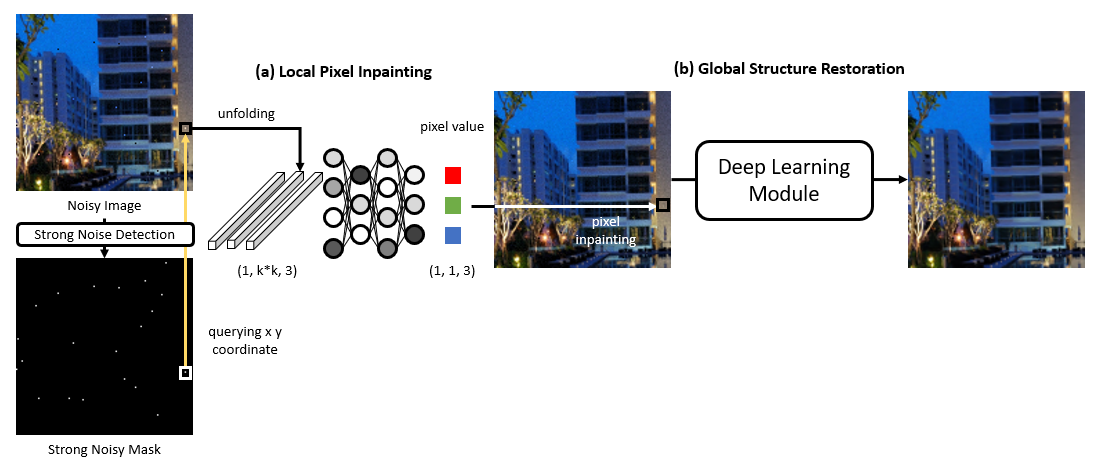 (a) Local Pixel Inpainting
(b) Global Structure Restoration
unfolding
pixel value
Deep Learning
Module
Noisy Image
pixel
inpainting
Strong Noise Detection
(1, k*k, 3)
(1, 1, 3)
querying x y
coordinate
Strong Noisy Mask